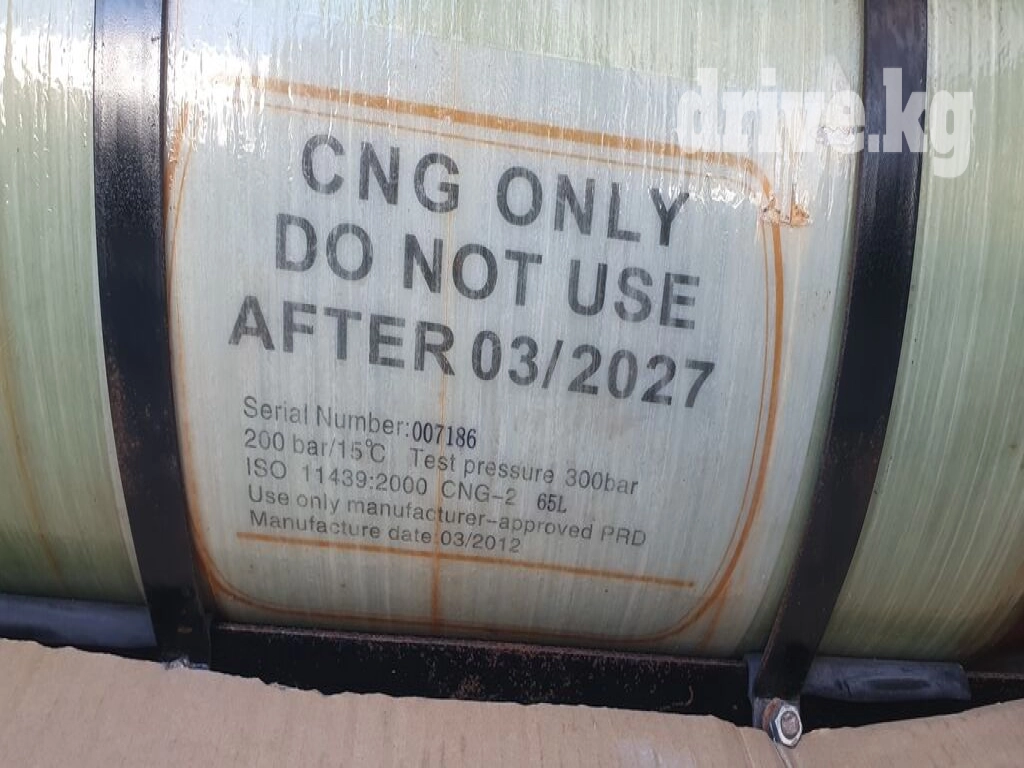 drive.kg
CNG ONLY
DO NOT USE
AFTER 03/2027
Serial Number:007186
200 bar/15℃ Test pressure 300bar
ISO 11439:2000 CNG-2 65L
Use only manufacturer-approved PRD
Manufacture date 03/2012